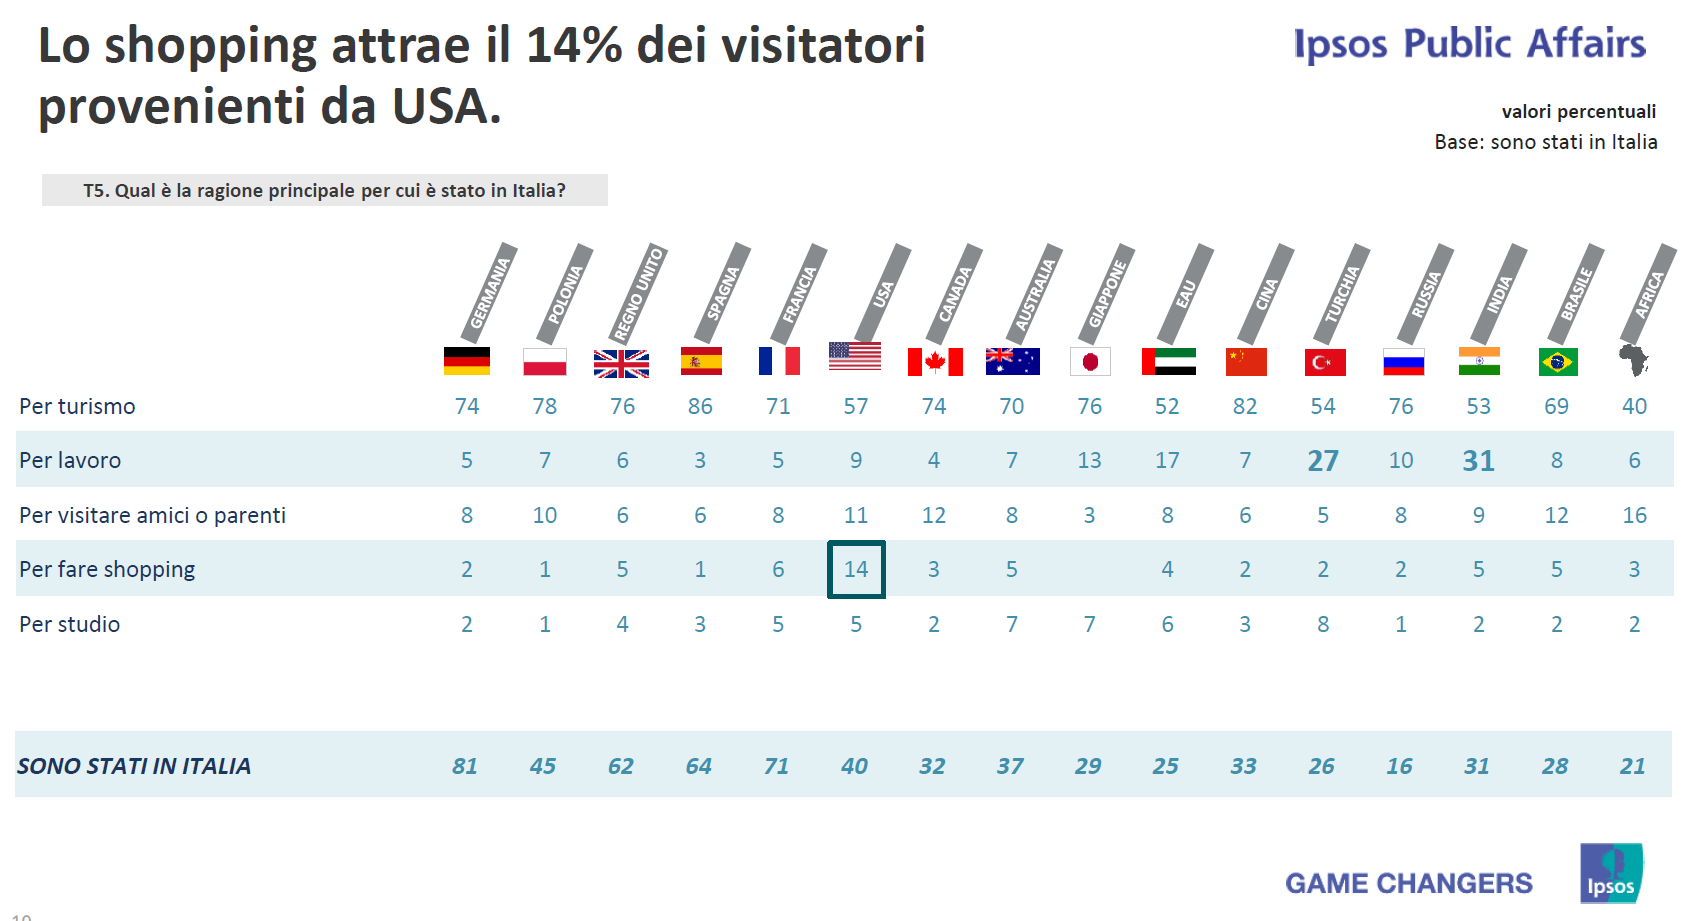 Lo shopping attrae il 14% dei visitatori
provenienti da USA.
Ipsos Public Affairs
valori percentuali
Base: sono stati in Italia
T5. Qual è la ragione principale per cui è stato in Italia?
GERMANIA POLONIA REGNO UNITO SPAGNA FRANCIA USA CANADA AUSTRALIA GIAPPONE EAU CINA TURCHIA RUSSIA INDIA BRASILE AFRICA
Per turismo 74 78 76 86 71 57 74 70 76 52 82 54 76 53 69 40
Per lavoro 5 7 6 3 5 9 4 7 13 17 7 27 10 31 8 6
Per visitare amici o parenti 8 10 6 6 8 11 12 8 3 8 6 5 8 9 12 16
Per fare shopping 2 1 5 1 6 14 3 5 4 2 2 2 5 5 3
Per studio 2 1 4 3 5 5 2 7 7 6 3 8 1 2 2 2
SONO STATI IN ITALIA 81 45 62 64 71 40 32 37 29 25 33 26 16 31 28 21
GAME CHANGERS
Ipsos